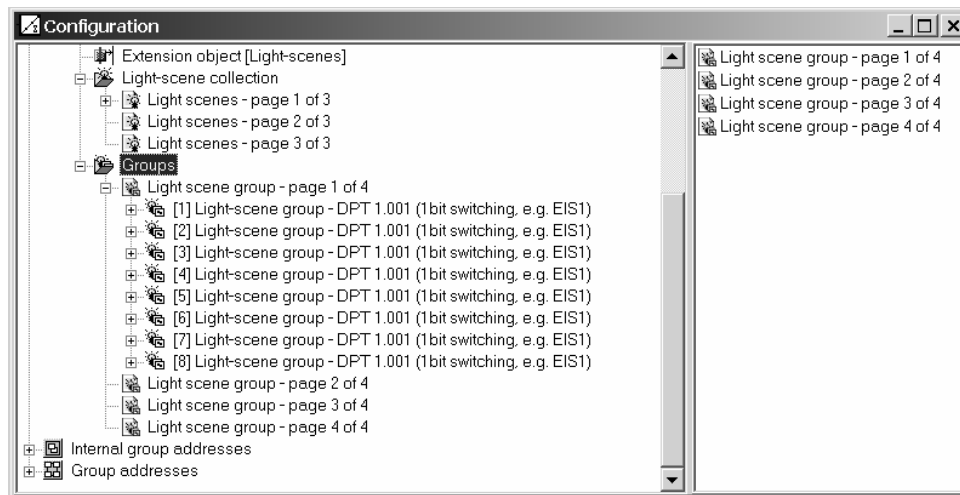 Configuration
Extension object [Light-scenes]
Light-scene collection
Light scenes - page 1 of 3
Light scenes - page 2 of 3
Light scenes - page 3 of 3
Groups
Light scene group - page 1 of 4
[1] Light-scene group - DPT 1.001 (1bit switching, e.g. EIS1)
[2] Light-scene group - DPT 1.001 (1bit switching, e.g. EIS1)
[3] Light-scene group - DPT 1.001 (1bit switching, e.g. EIS1)
[4] Light-scene group - DPT 1.001 (1bit switching, e.g. EIS1)
[5] Light-scene group - DPT 1.001 (1bit switching, e.g. EIS1)
[6] Light-scene group - DPT 1.001 (1bit switching, e.g. EIS1)
[7] Light-scene group - DPT 1.001 (1bit switching, e.g. EIS1)
[8] Light-scene group - DPT 1.001 (1bit switching, e.g. EIS1)
Light scene group - page 2 of 4
Light scene group - page 3 of 4
Light scene group - page 4 of 4
Internal group addresses
Group addresses
Light scene group - page 1 of 4
Light scene group - page 2 of 4
Light scene group - page 3 of 4
Light scene group - page 4 of 4